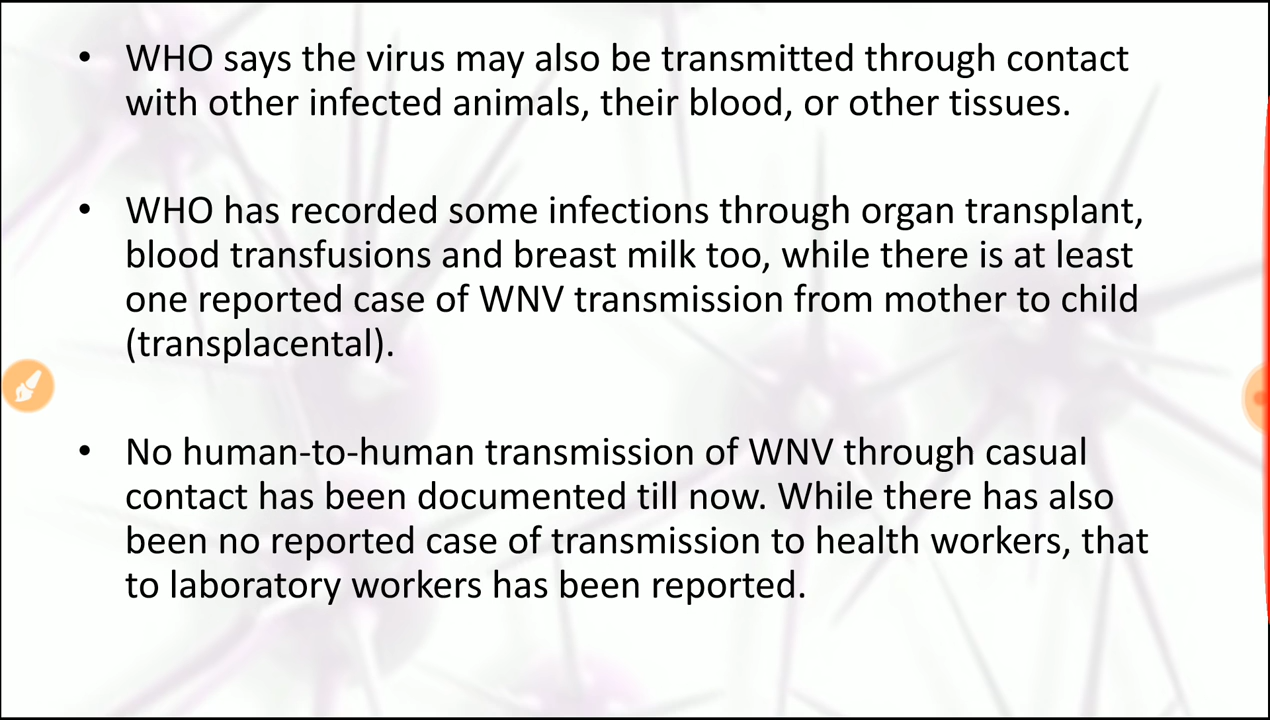 • WHO says the virus may also be transmitted through contact
with other infected animals, their blood, or other tissues.
• WHO has recorded some infections through organ transplant,
blood transfusions and breast milk too, while there is at least
one reported case of WNV transmission from mother to child
(transplacental).
• No human-to-human transmission of WNV through casual
contact has been documented till now. While there has also
been no reported case of transmission to health workers, that
to laboratory workers has been reported.